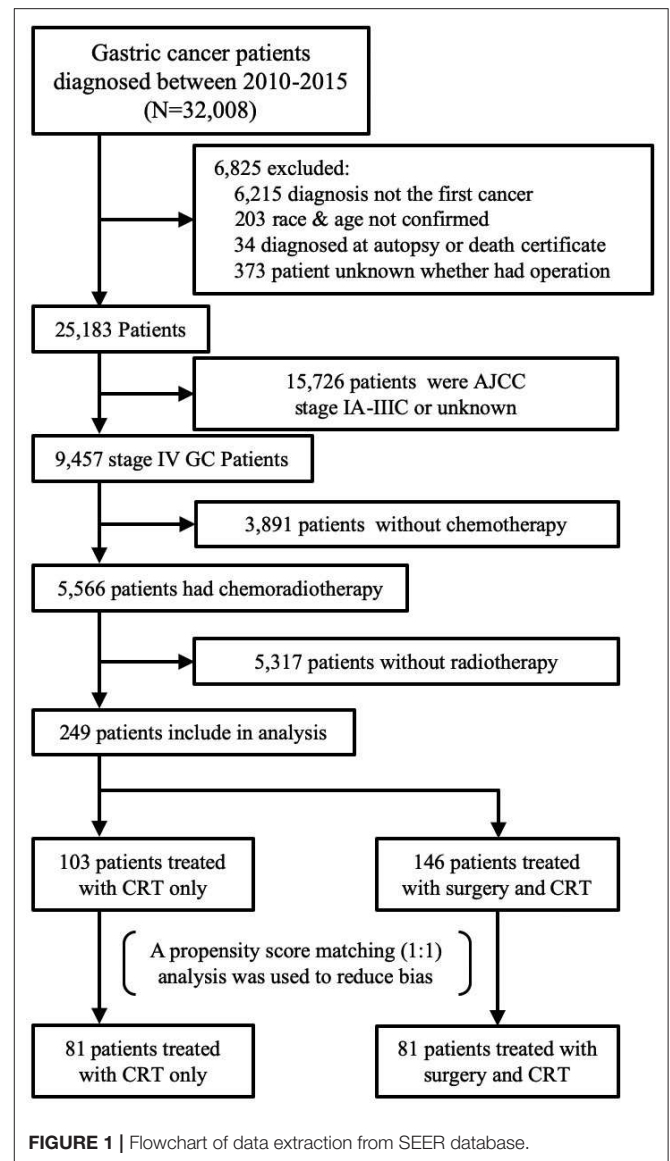 Gastric cancer patients
diagnosed between 2010-2015
(N=32,008)
6,825 excluded:
6,215 diagnosis not the first cancer
203 race & age not confirmed
34 diagnosed at autopsy or death certificate
373 patient unknown whether had operation
25,183 Patients
15,726 patients were AJCC
stage IA-IIIC or unknown
9,457 stage IV GC Patients
3,891 patients without chemotherapy
5,566 patients had chemoradiotherapy
5,317 patients without radiotherapy
249 patients include in analysis
103 patients treated
with CRT only
146 patients treated
with surgery and CRT
A propensity score matching (1:1)
analysis was used to reduce bias
81 patients treated
with CRT only
81 patients treated with
surgery and CRT
FIGURE 1 | Flowchart of data extraction from SEER database.